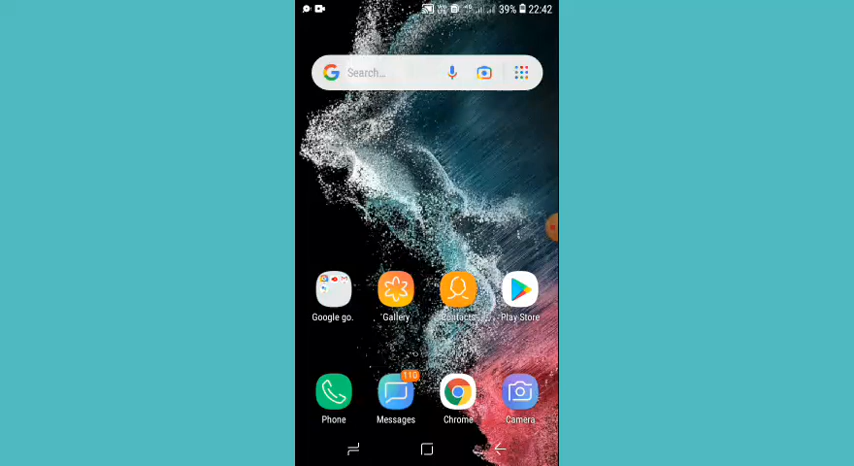 39% 22:42
Search...
Google go.
Gallery
Contacts
Play Store
110
Phone
Messages
Chrome
Camera